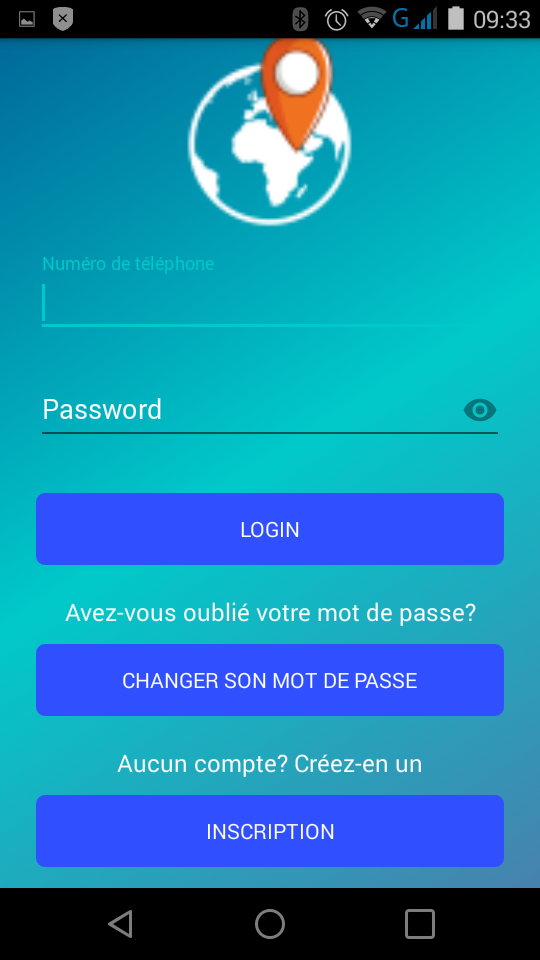 G 09:33
Numéro de téléphone
Password
LOGIN
Avez-vous oublié votre mot de passe?
CHANGER SON MOT DE PASSE
Aucun compte? Créez-en un
INSCRIPTION